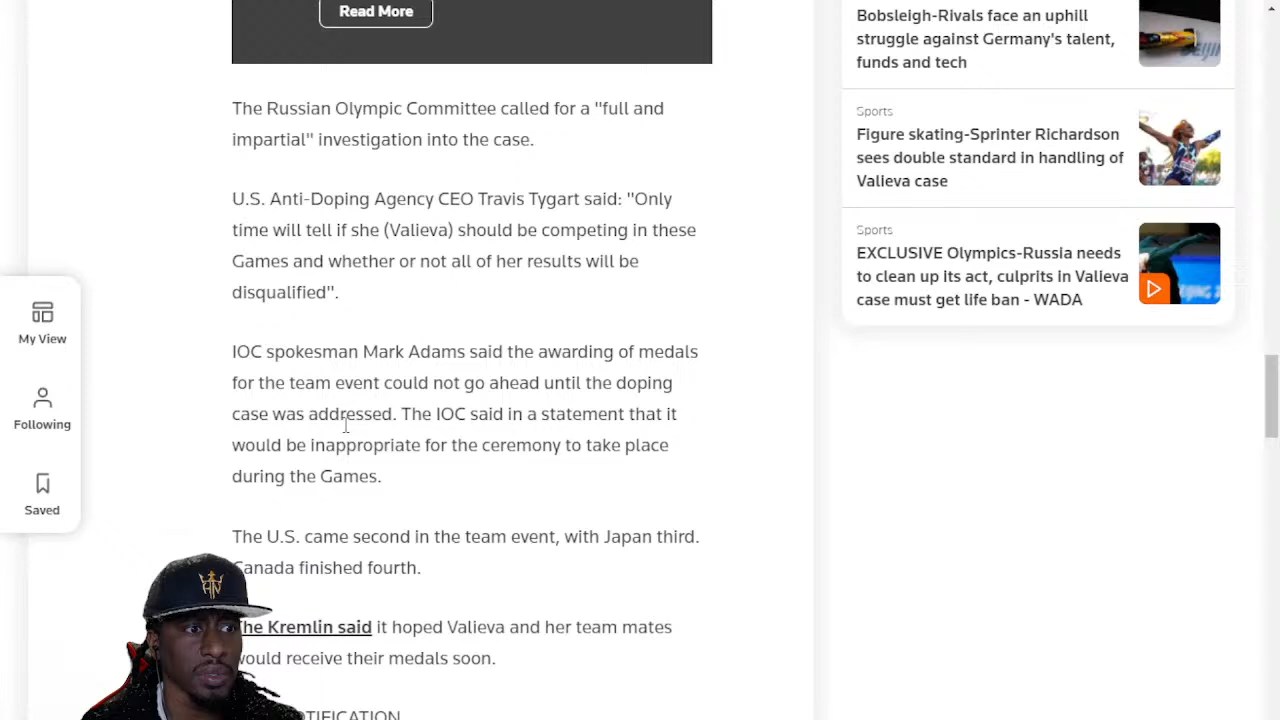 Read More
The Russian Olympic Committee called for a "full and
impartial" investigation into the case.
U.S. Anti-Doping Agency CEO Travis Tygart said: "Only
time will tell if she (Valieva) should be competing in these
Games and whether or not all of her results will be
disqualified".
IOC spokesman Mark Adams said the awarding of medals
for the team event could not go ahead until the doping
case was addressed. The IOC said in a statement that it
would be inappropriate for the ceremony to take place
during the Games.
The U.S. came second in the team event, with Japan third.
Canada finished fourth.
The Kremlin said it hoped Valieva and her team mates
would receive their medals soon.
My View
Following
Saved
Bobsleigh-Rivals face an uphill
struggle against Germany's talent,
funds and tech
Sports
Figure skating-Sprinter Richardson
sees double standard in handling of
Valieva case
Sports
EXCLUSIVE Olympics-Russia needs
to clean up its act, culprits in Valieva
case must get life ban - WADA